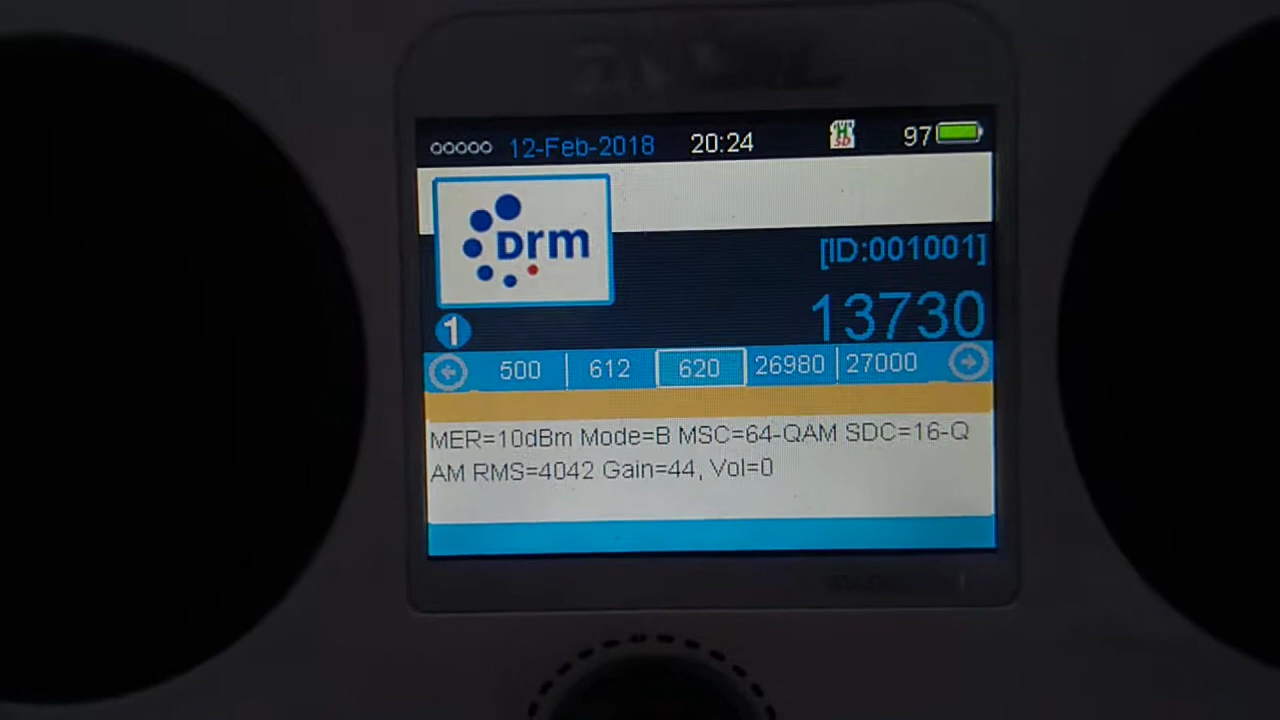 12-Feb-2018 20:24 H SD 97
Drm
[ID:001001]
13730
1
500 612 620 26980 27000
MER=10dBm Mode=B MSC=64-QAM SDC=16-Q
AM RMS=4042 Gain=44, Vol=0